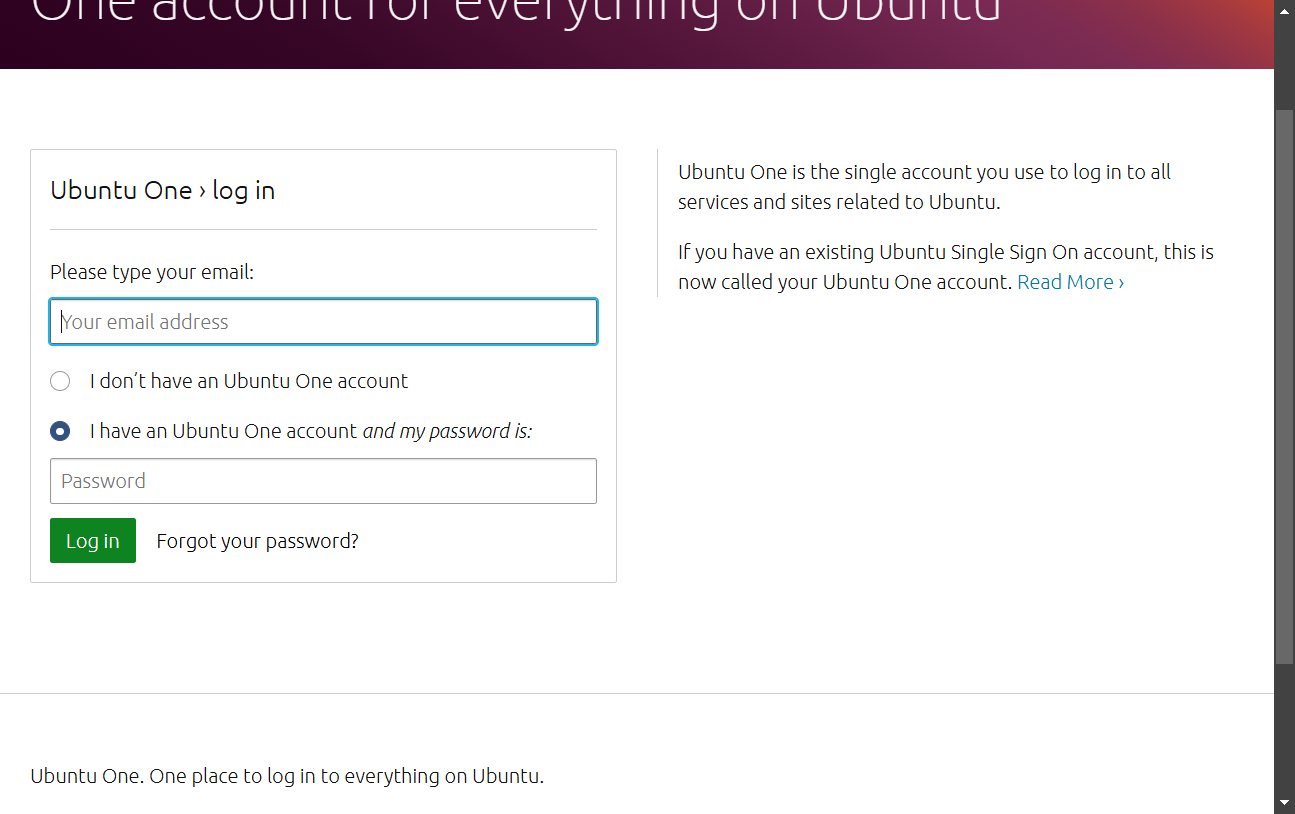 One account for everything on Ubuntu
Ubuntu One › log in
Please type your email:
Your email address
I don’t have an Ubuntu One account
I have an Ubuntu One account and my password is:
Password
Log in
Forgot your password?
Ubuntu One is the single account you use to log in to all
services and sites related to Ubuntu.
If you have an existing Ubuntu Single Sign On account, this is
now called your Ubuntu One account. Read More ›
Ubuntu One. One place to log in to everything on Ubuntu.